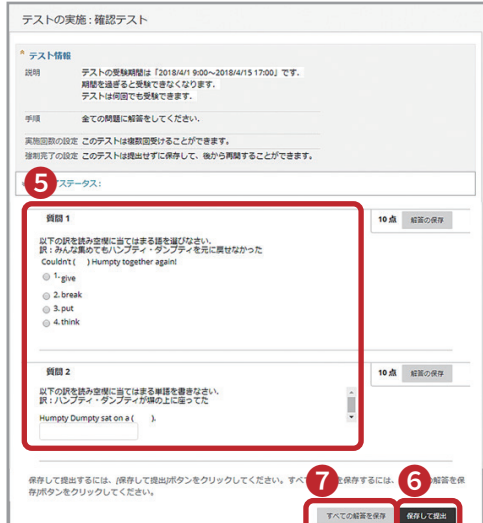 テストの実施 : 確認テスト
テスト情報
説明 テストの受験期間は「2018/4/1 9:00～2018/4/15 17:00」です．
期間を過ぎると受験できなくなります．
テストは何回でも受験できます．
手順 全ての問題に解答をしてください．
実施回数の設定 このテストは複数回受けることができます。
強制完了の設定 このテストは提出せずに保存して、後から再開することができます。
5
ステータス :
質問 1
10 点 解答の保存
以下の訳を読み空欄に当てはまる語を選びなさい．
訳 : みんな集めてもハンプティ・ダンプティを元に戻せなかった
Couldn't ( ) Humpty together again!
1. give
2. break
3. put
4. think
質問 2
10 点 解答の保存
以下の訳を読み空欄に当てはまる単語を書きなさい．
訳 : ハンプティ・ダンプティが塀の上に座ってた
Humpty Dumpty sat on a ( ).
保存して提出するには、[保存して提出]ボタンをクリックしてください。すべ 7 を保存するには、 6 の解答を保
存]ボタンをクリックしてください。
すべての解答を保存 保存して提出